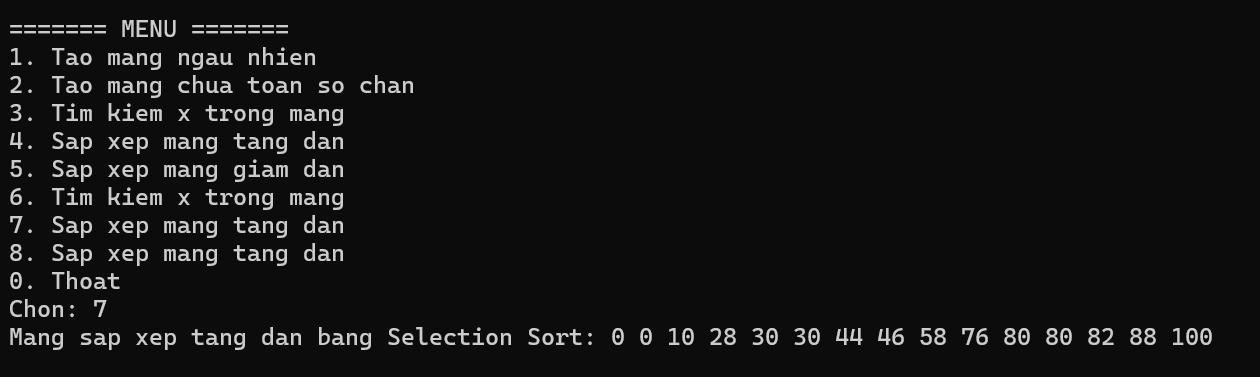 ======= MENU =======
1. Tao mang ngau nhien
2. Tao mang chua toan so chan
3. Tim kiem x trong mang
4. Sap xep mang tang dan
5. Sap xep mang giam dan
6. Tim kiem x trong mang
7. Sap xep mang tang dan
8. Sap xep mang tang dan
0. Thoat
Chon: 7
Mang sap xep tang dan bang Selection Sort: 0 0 10 28 30 30 44 46 58 76 80 80 82 88 100